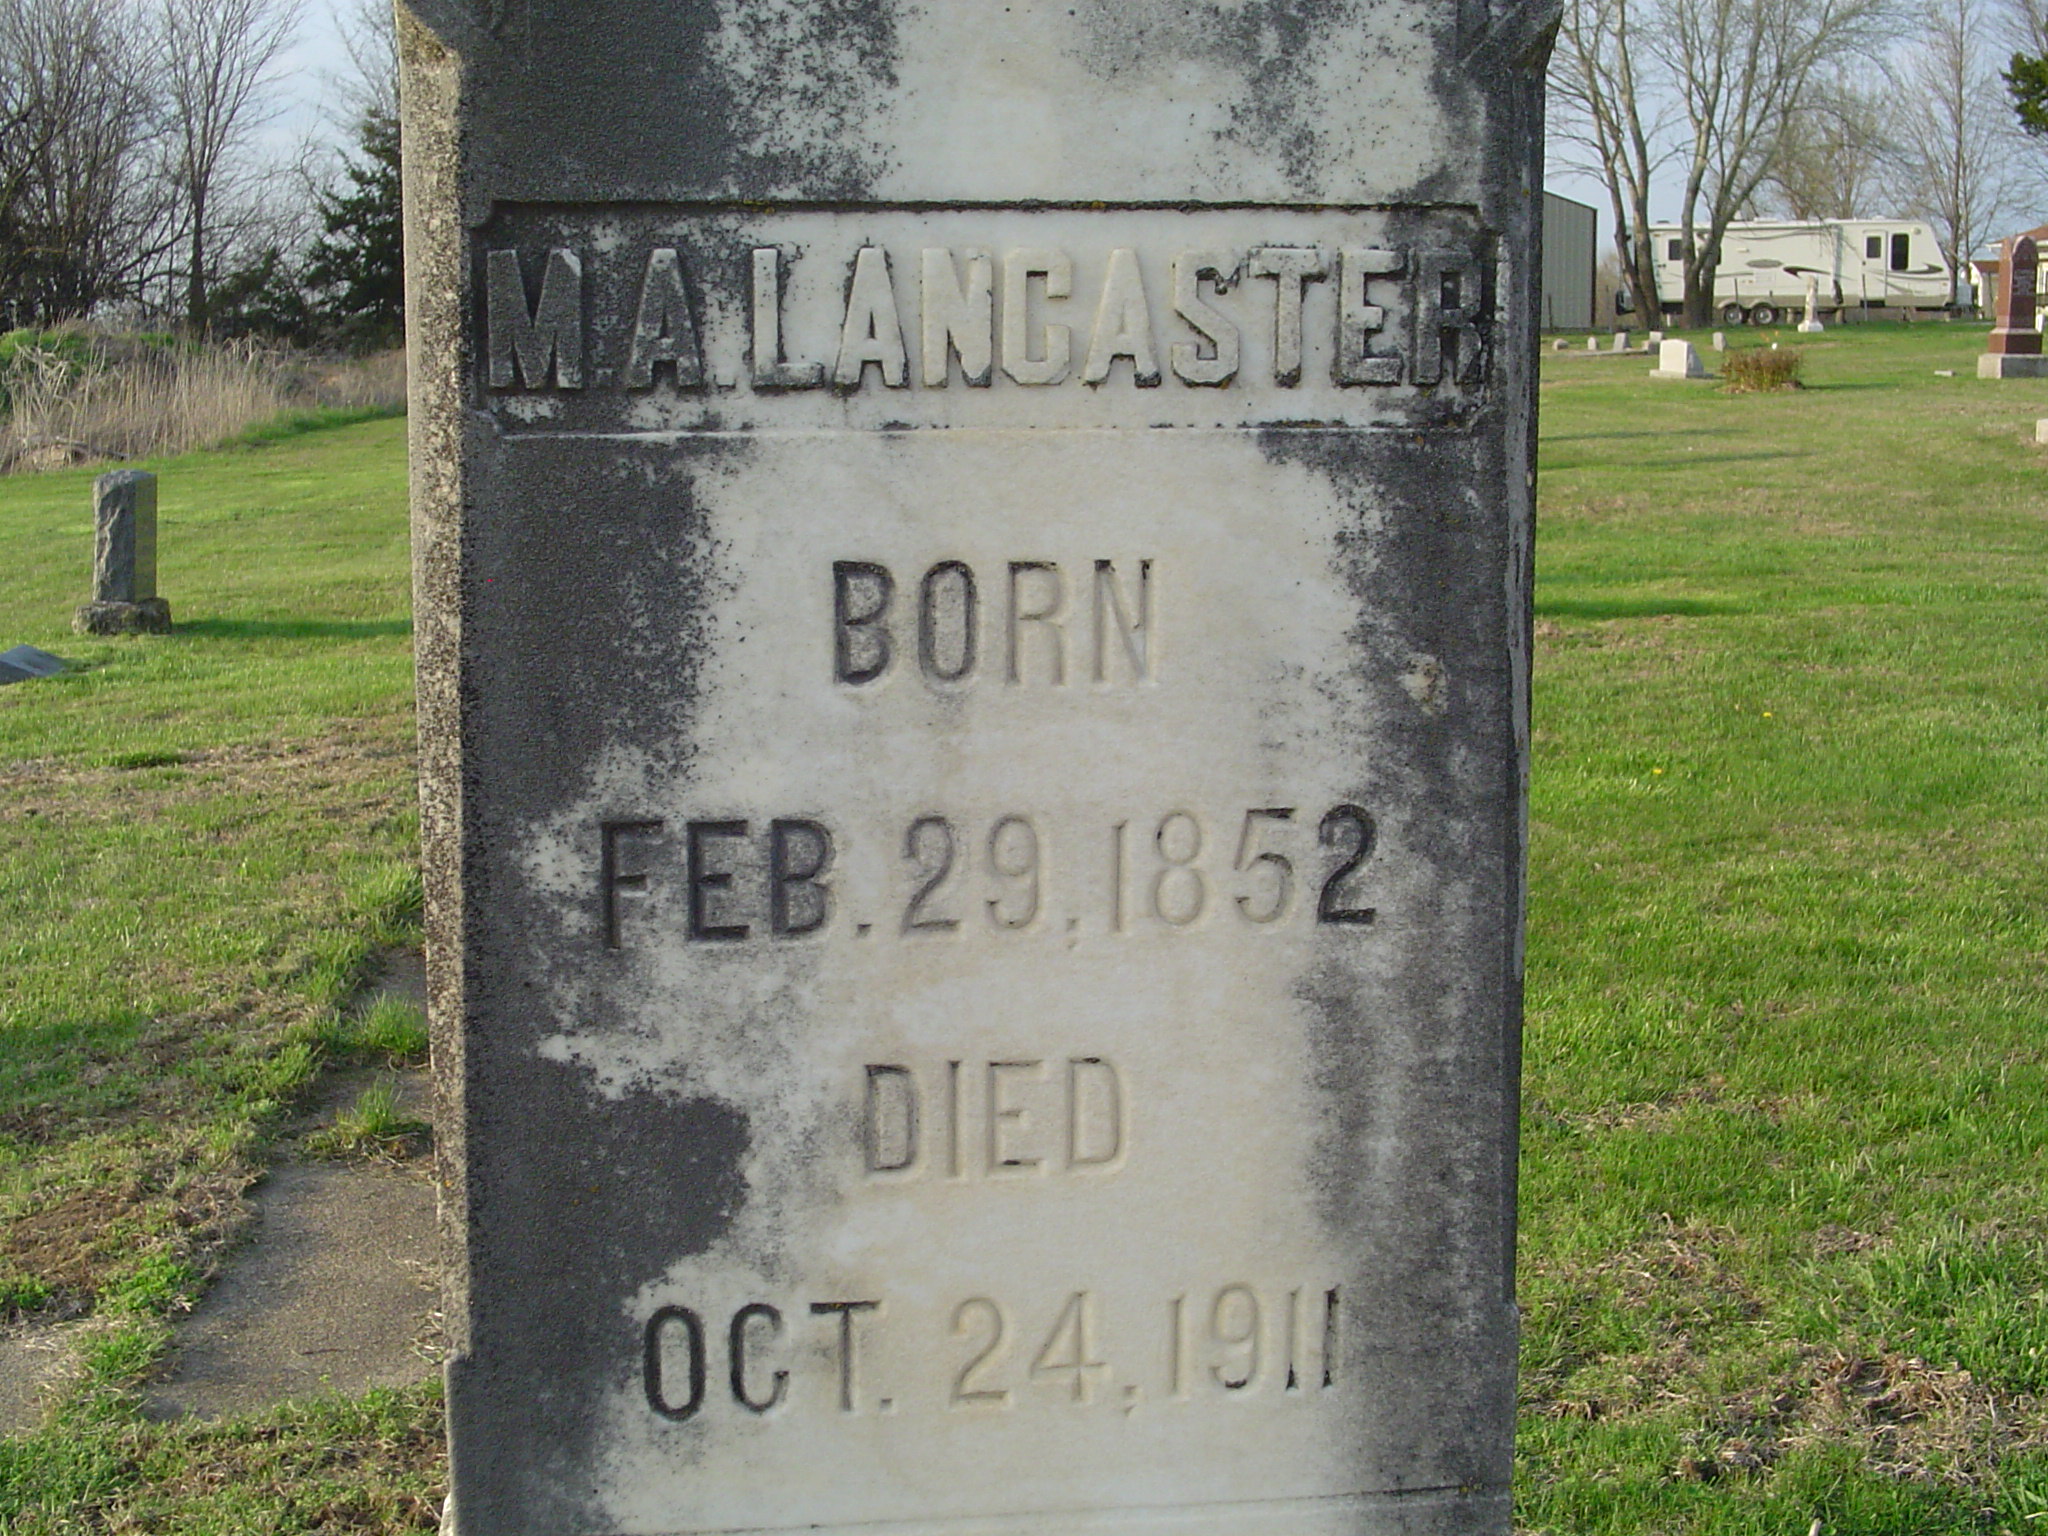 M.A. LANCASTER
BORN
FEB. 29, 1852
DIED
OCT. 24, 1911